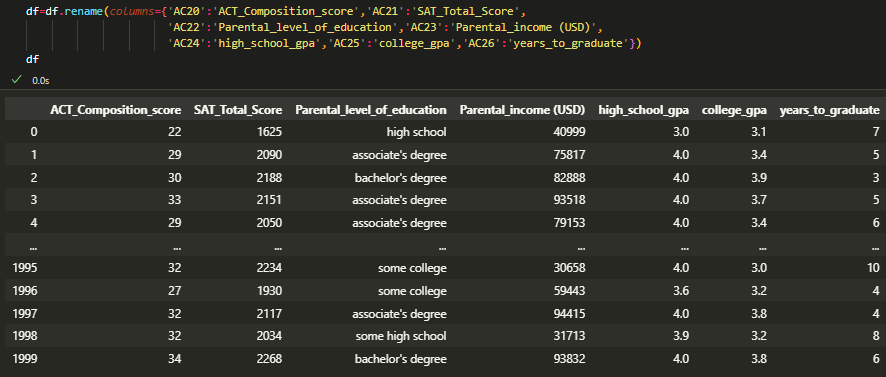 df=df.rename(columns={'AC20':'ACT_Composition_score','AC21':'SAT_Total_Score',
'AC22':'Parental_level_of_education','AC23':'Parental_income (USD)',
'AC24':'high_school_gpa','AC25':'college_gpa','AC26':'years_to_graduate'})
df
0.0s
ACT_Composition_score SAT_Total_Score Parental_level_of_education Parental_income (USD) high_school_gpa college_gpa years_to_graduate
0 22 1625 high school 40999 3.0 3.1 7
1 29 2090 associate's degree 75817 4.0 3.4 5
2 30 2188 bachelor's degree 82888 4.0 3.9 3
3 33 2151 associate's degree 93518 4.0 3.7 5
4 29 2050 associate's degree 79153 4.0 3.4 6
... ... ... ... ... ... ... ...
1995 32 2234 some college 30658 4.0 3.0 10
1996 27 1930 some college 59443 3.6 3.2 4
1997 32 2117 associate's degree 94415 4.0 3.8 4
1998 32 2034 some high school 31713 3.9 3.2 8
1999 34 2268 bachelor's degree 93832 4.0 3.8 6